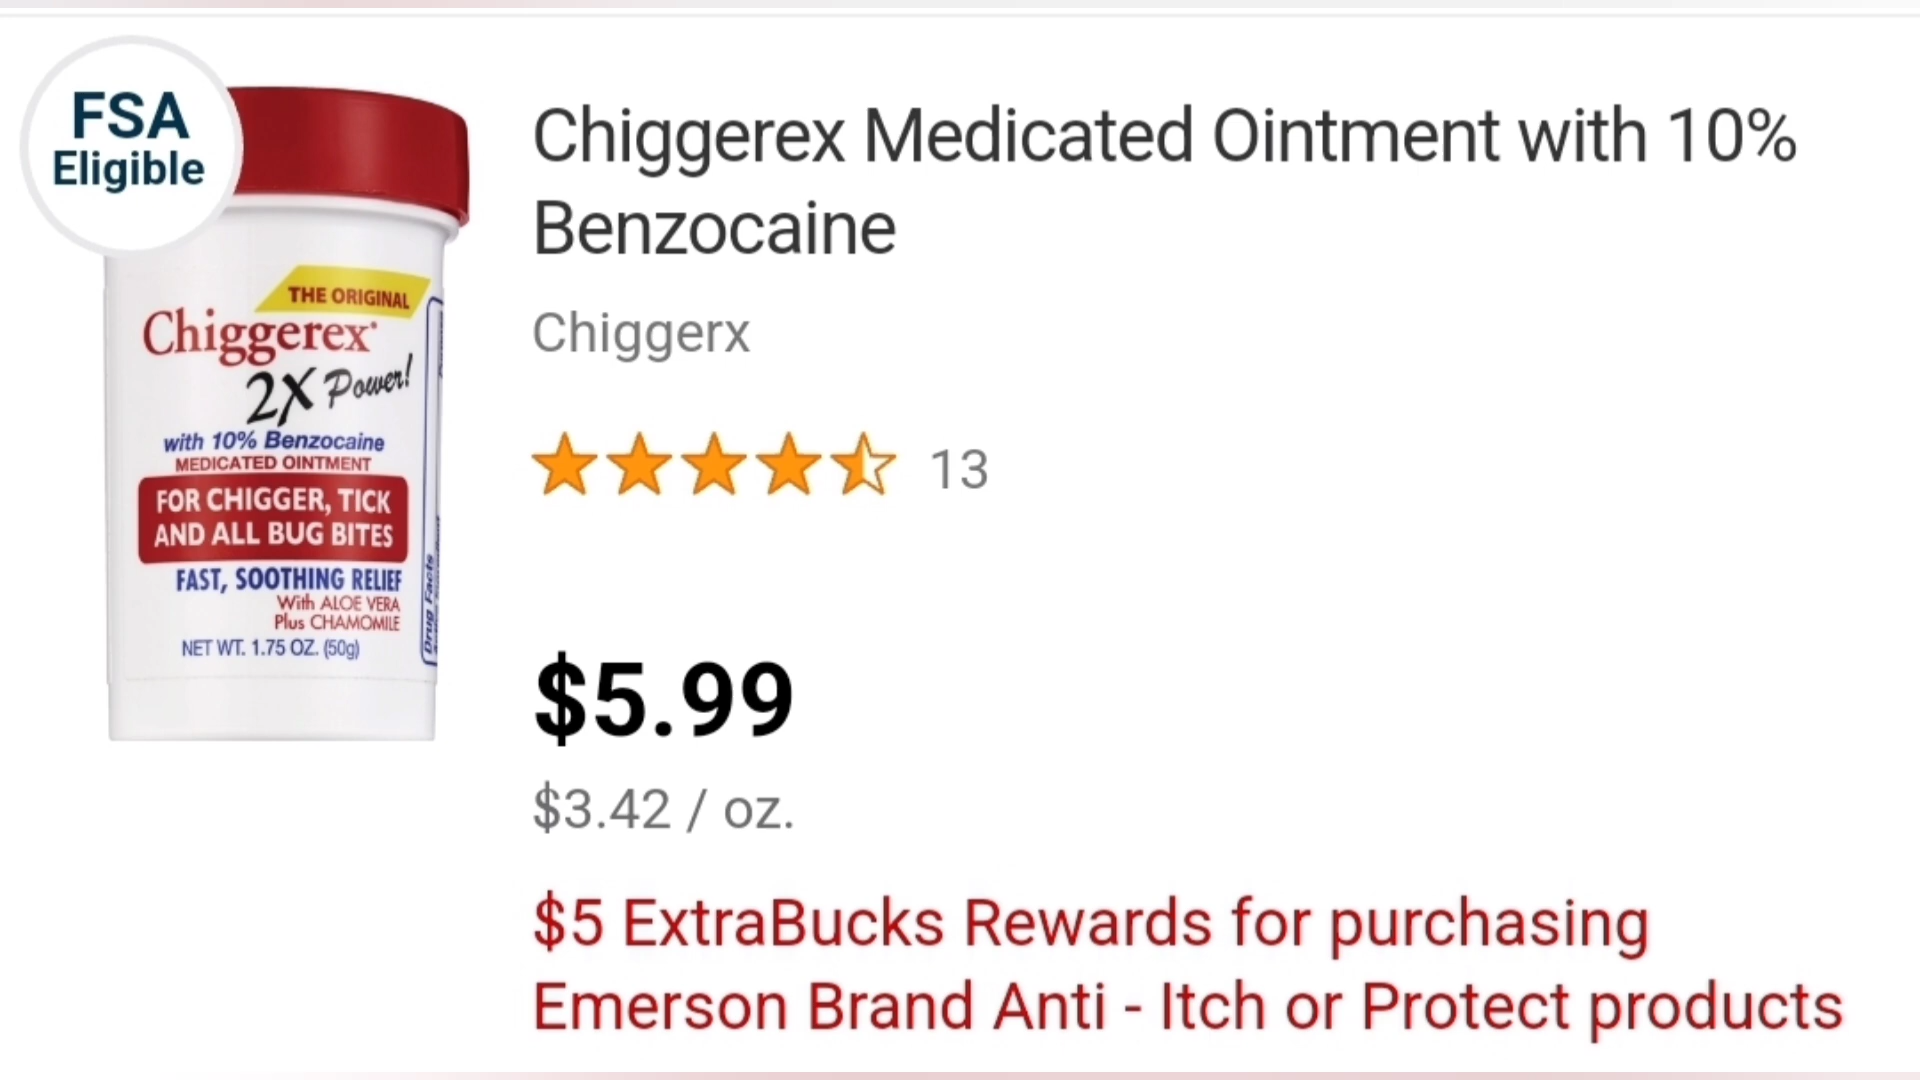 FSA
Eligible
THE ORIGINAL
Chiggerex®
2X Power!
with 10% Benzocaine
MEDICATED OINTMENT
FOR CHIGGER, TICK
AND ALL BUG BITES
FAST, SOOTHING RELIEF
With ALOE VERA
Plus CHAMOMILE
NET WT. 1.75 OZ. (50g)
Drug Facts
Chiggerex Medicated Ointment with 10%
Benzocaine
Chiggerx
13
$5.99
$3.42 / oz.
$5 ExtraBucks Rewards for purchasing
Emerson Brand Anti - Itch or Protect products